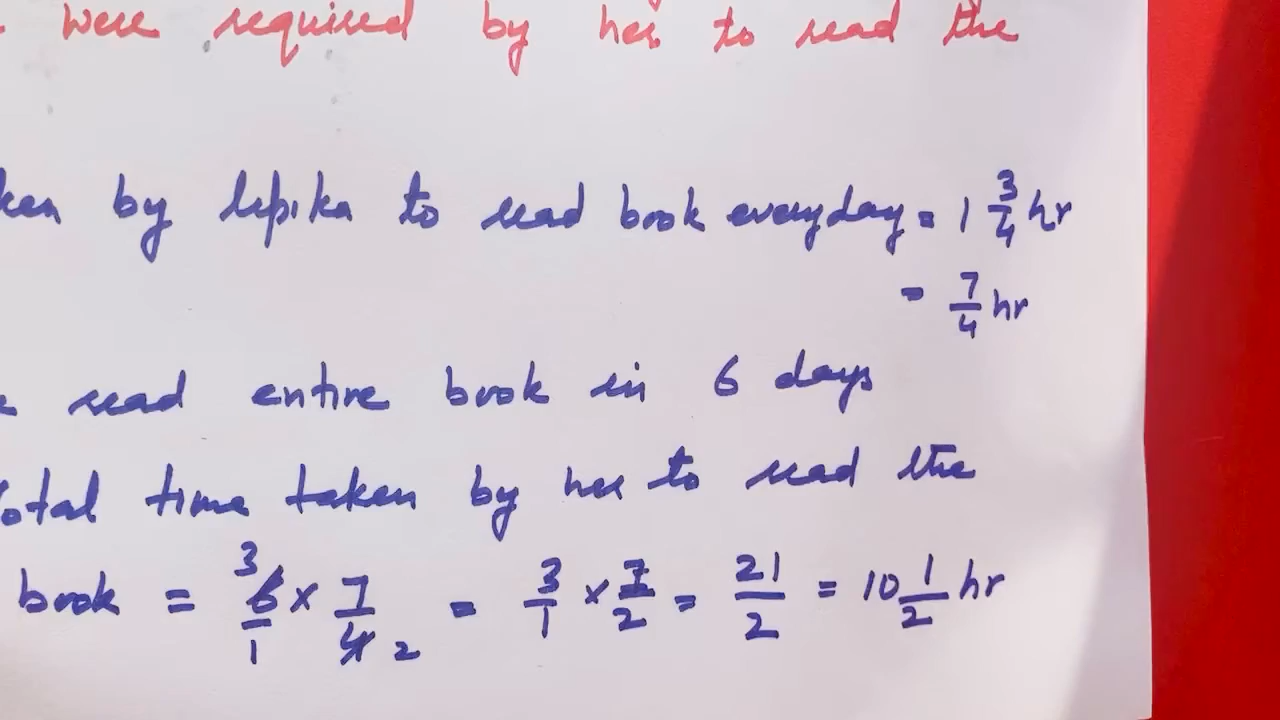 were required by her to read the
ken by lipika to read book everyday = 1 3/4 hr
= 7/4 hr
read entire book in 6 days
otal time taken by her to read the
book = 3 6/1 × 7/4 2 = 3/1 × 7/2 = 21/2 = 10 1/2 hr